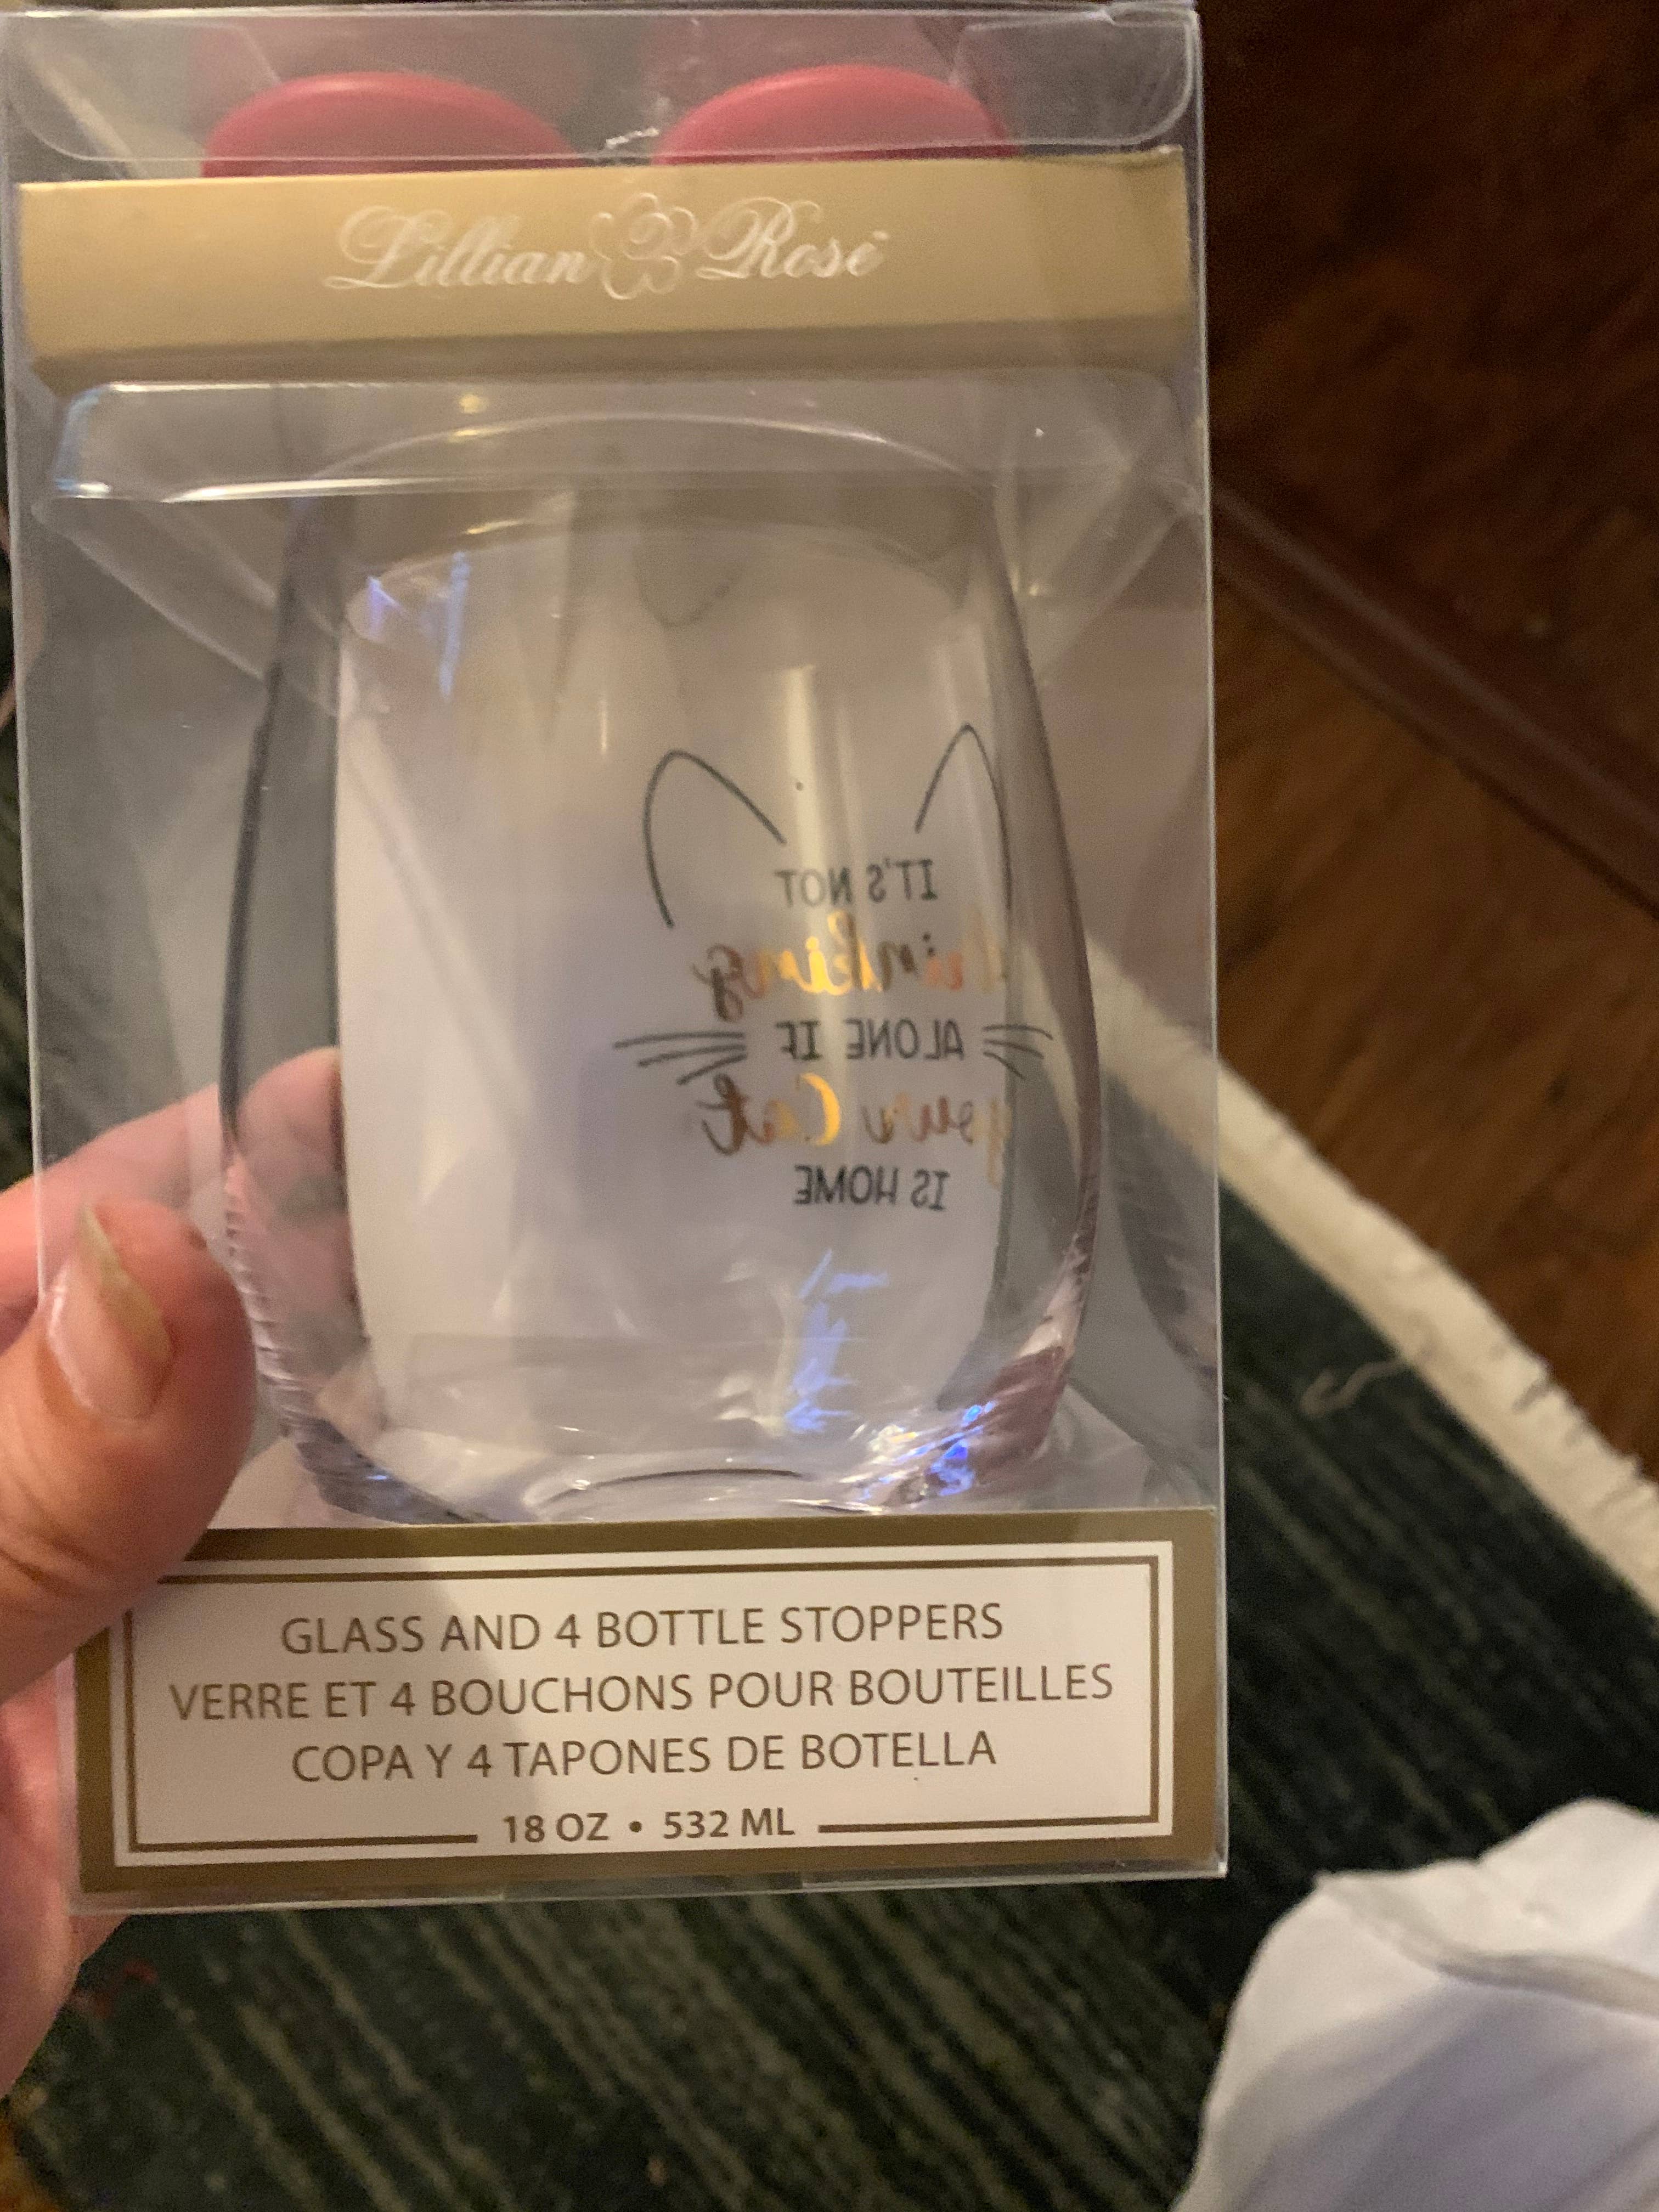 Lillian Rose
IT'S NOT
drinking
ALONE IF
your Cat
IS HOME
GLASS AND 4 BOTTLE STOPPERS
VERRE ET 4 BOUCHONS POUR BOUTEILLES
COPA Y 4 TAPONES DE BOTELLA
18 OZ • 532 ML